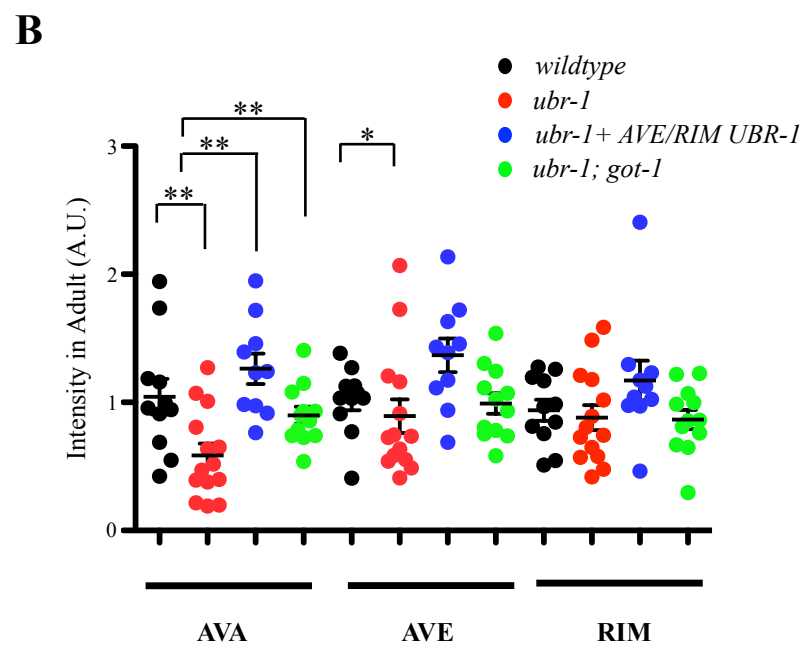 B
wildtype
ubr-1
ubr-1+ AVE/RIM UBR-1
ubr-1; got-1
**
**
**
*
3
2
1
0
Intensity in Adult (A.U.)
AVA AVE RIM